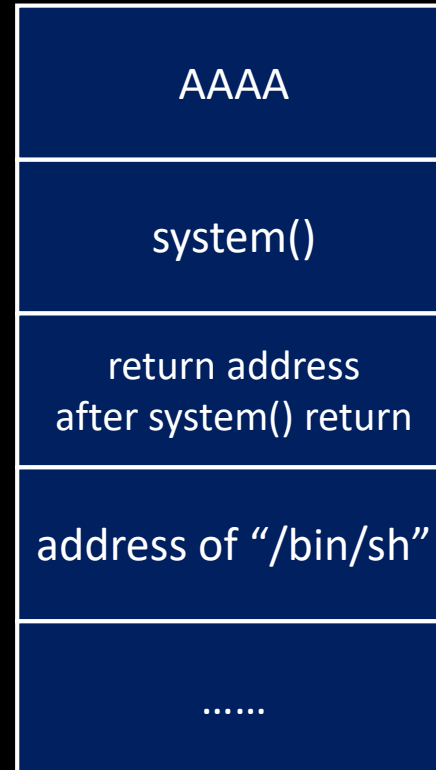 AAAA
system()
return address
after system() return
address of “/bin/sh”
……